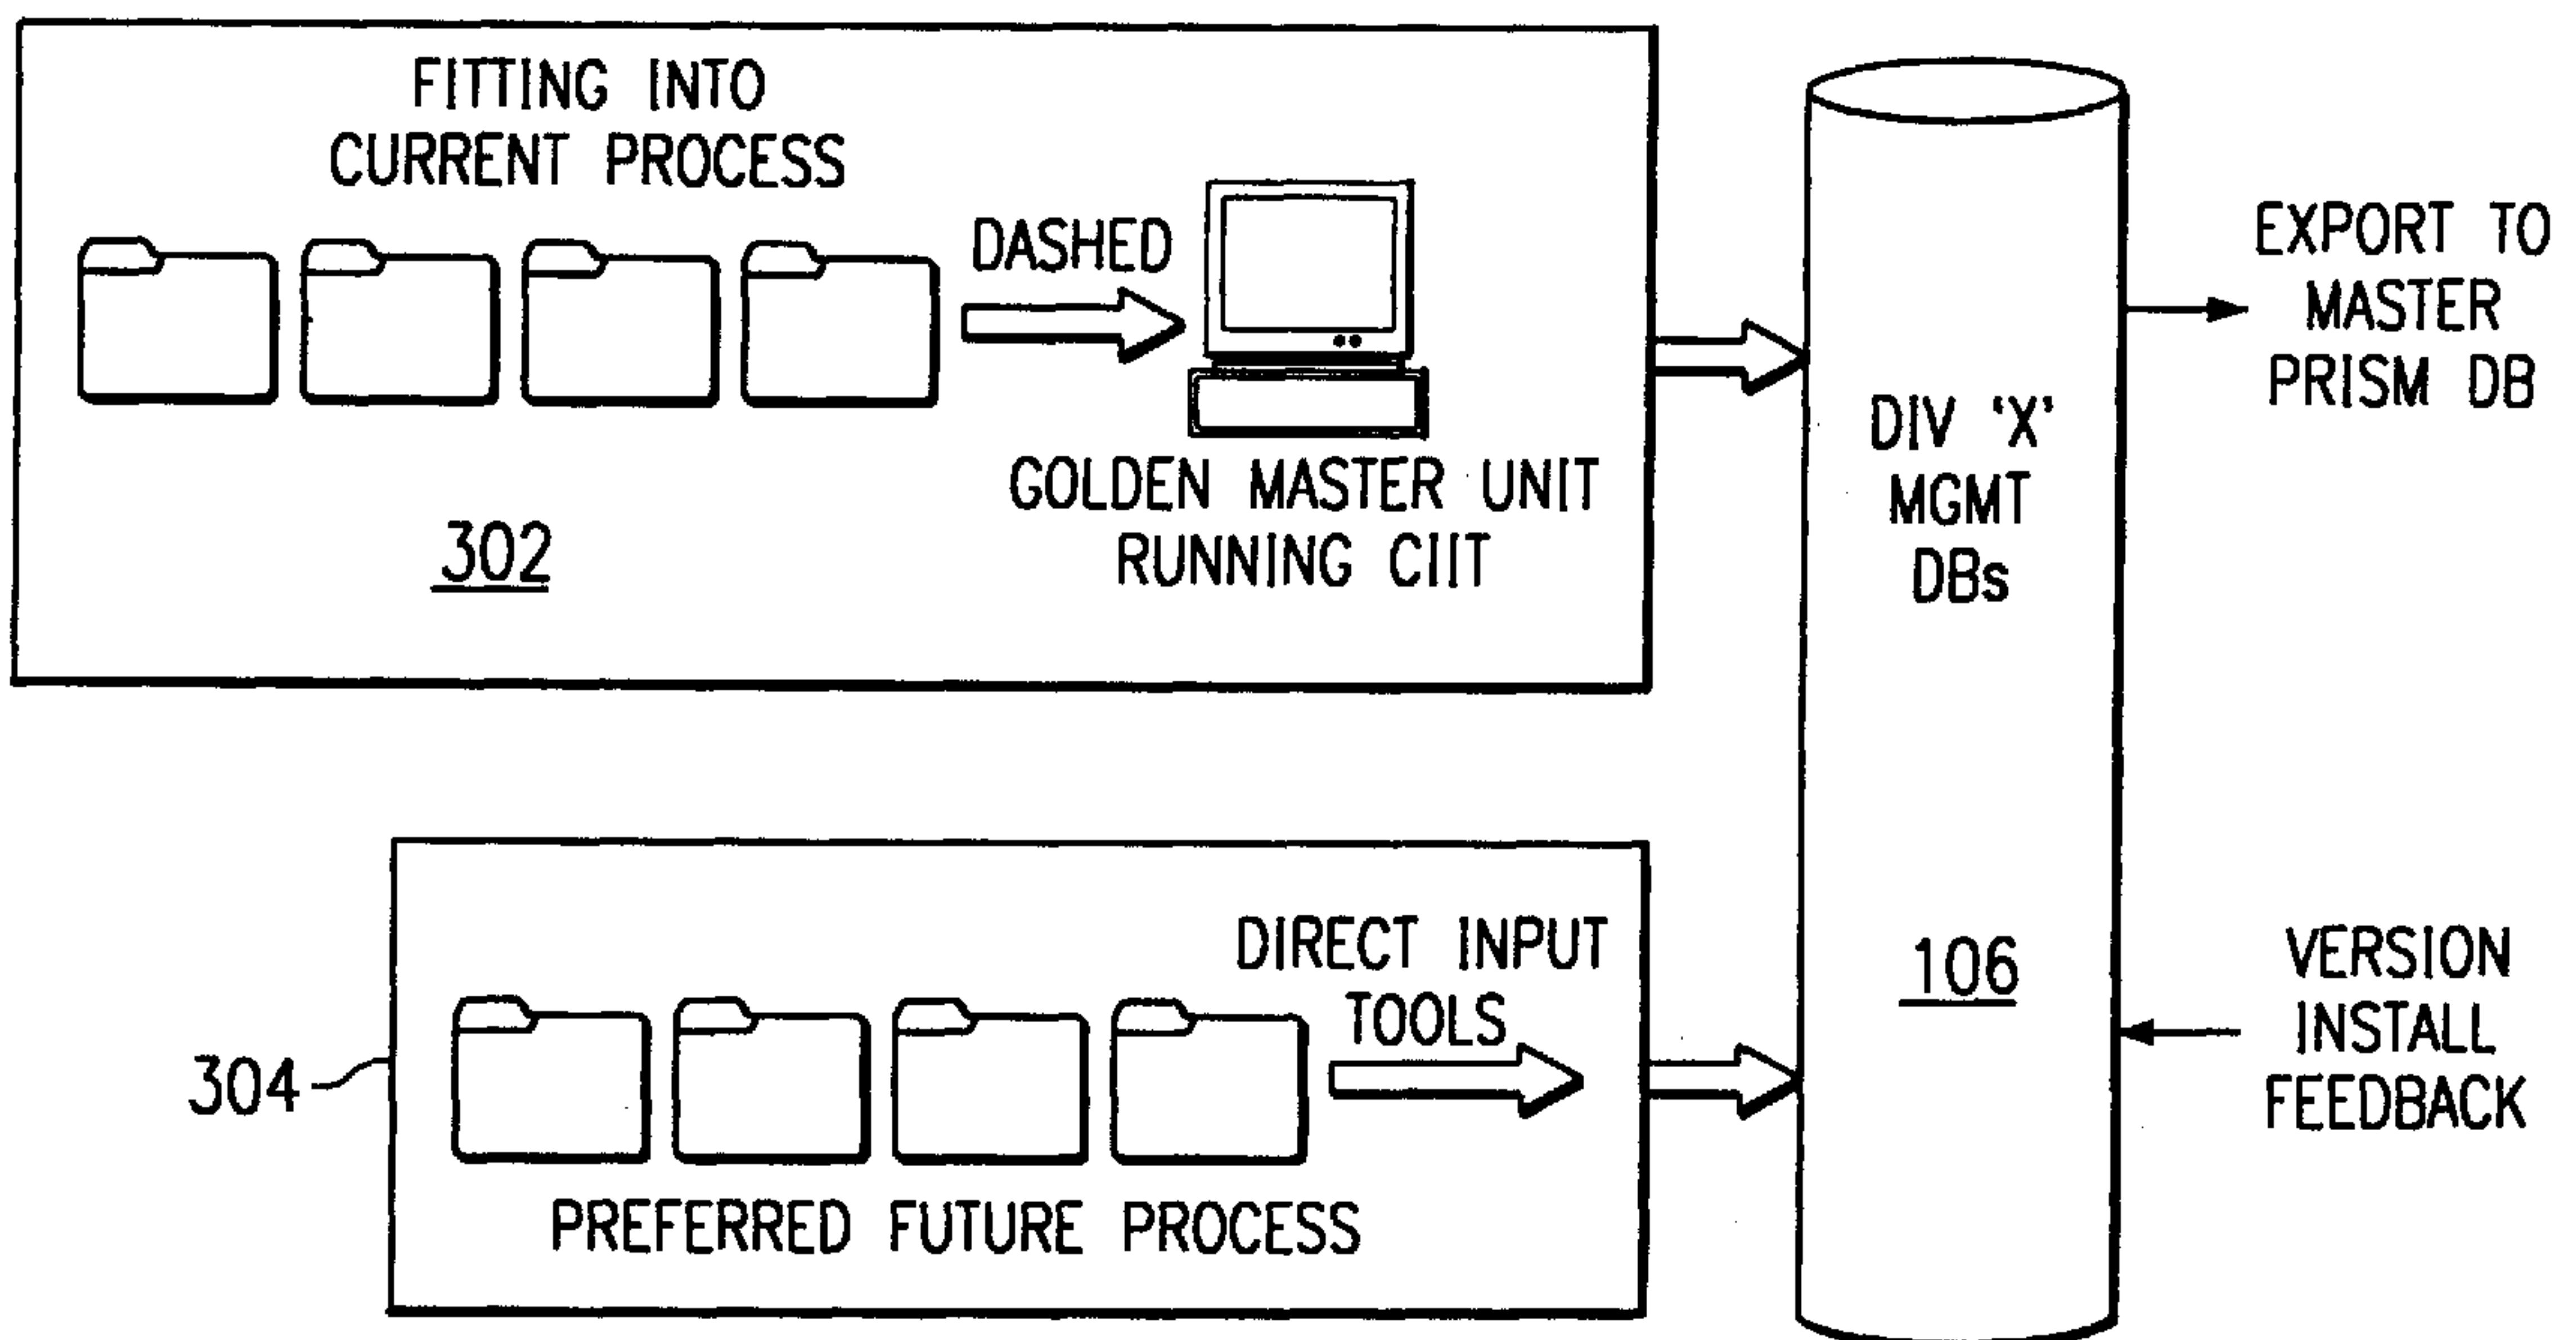 FITTING INTO
CURRENT PROCESS
DASHED
GOLDEN MASTER UNIT
RUNNING CIIT
302
DIV ‘X’
MGMT
DBs
106
EXPORT TO
MASTER
PRISM DB
304
DIRECT INPUT
TOOLS
PREFERRED FUTURE PROCESS
VERSION
INSTALL
FEEDBACK